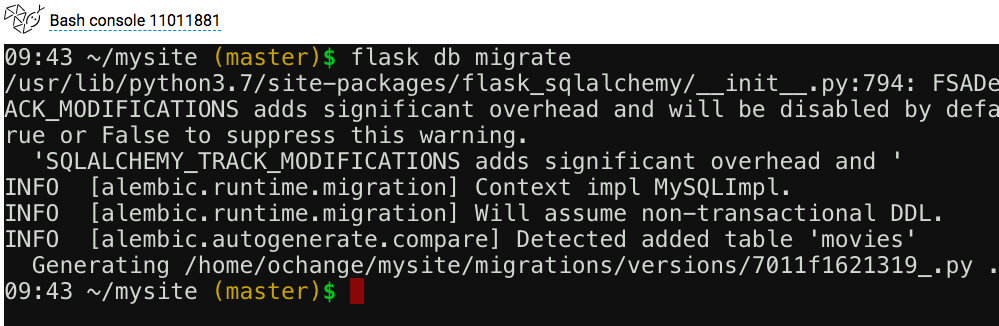 Bash console 11011881
09:43 ~/mysite (master)$ flask db migrate
/usr/lib/python3.7/site-packages/flask_sqlalchemy/__init__.py:794: FSADe
ACK_MODIFICATIONS adds significant overhead and will be disabled by defa
rue or False to suppress this warning.
  'SQLALCHEMY_TRACK_MODIFICATIONS adds significant overhead and '
INFO  [alembic.runtime.migration] Context impl MySQLImpl.
INFO  [alembic.runtime.migration] Will assume non-transactional DDL.
INFO  [alembic.autogenerate.compare] Detected added table 'movies'
  Generating /home/ochange/mysite/migrations/versions/7011f1621319_.py .
09:43 ~/mysite (master)$